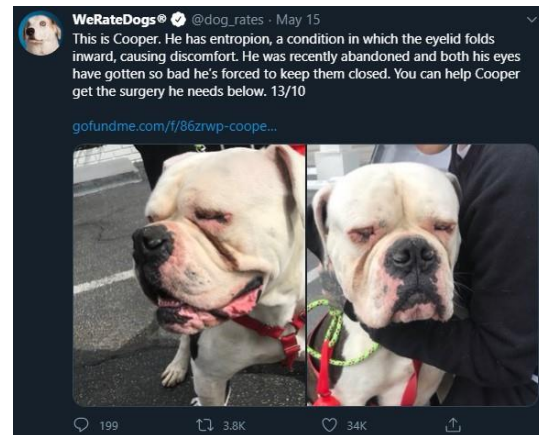 WeRateDogs® @dog_rates · May 15
This is Cooper. He has entropion, a condition in which the eyelid folds
inward, causing discomfort. He was recently abandoned and both his eyes
have gotten so bad he's forced to keep them closed. You can help Cooper
get the surgery he needs below. 13/10
gofundme.com/f/86zrwp-coope...
199 3.8K 34K